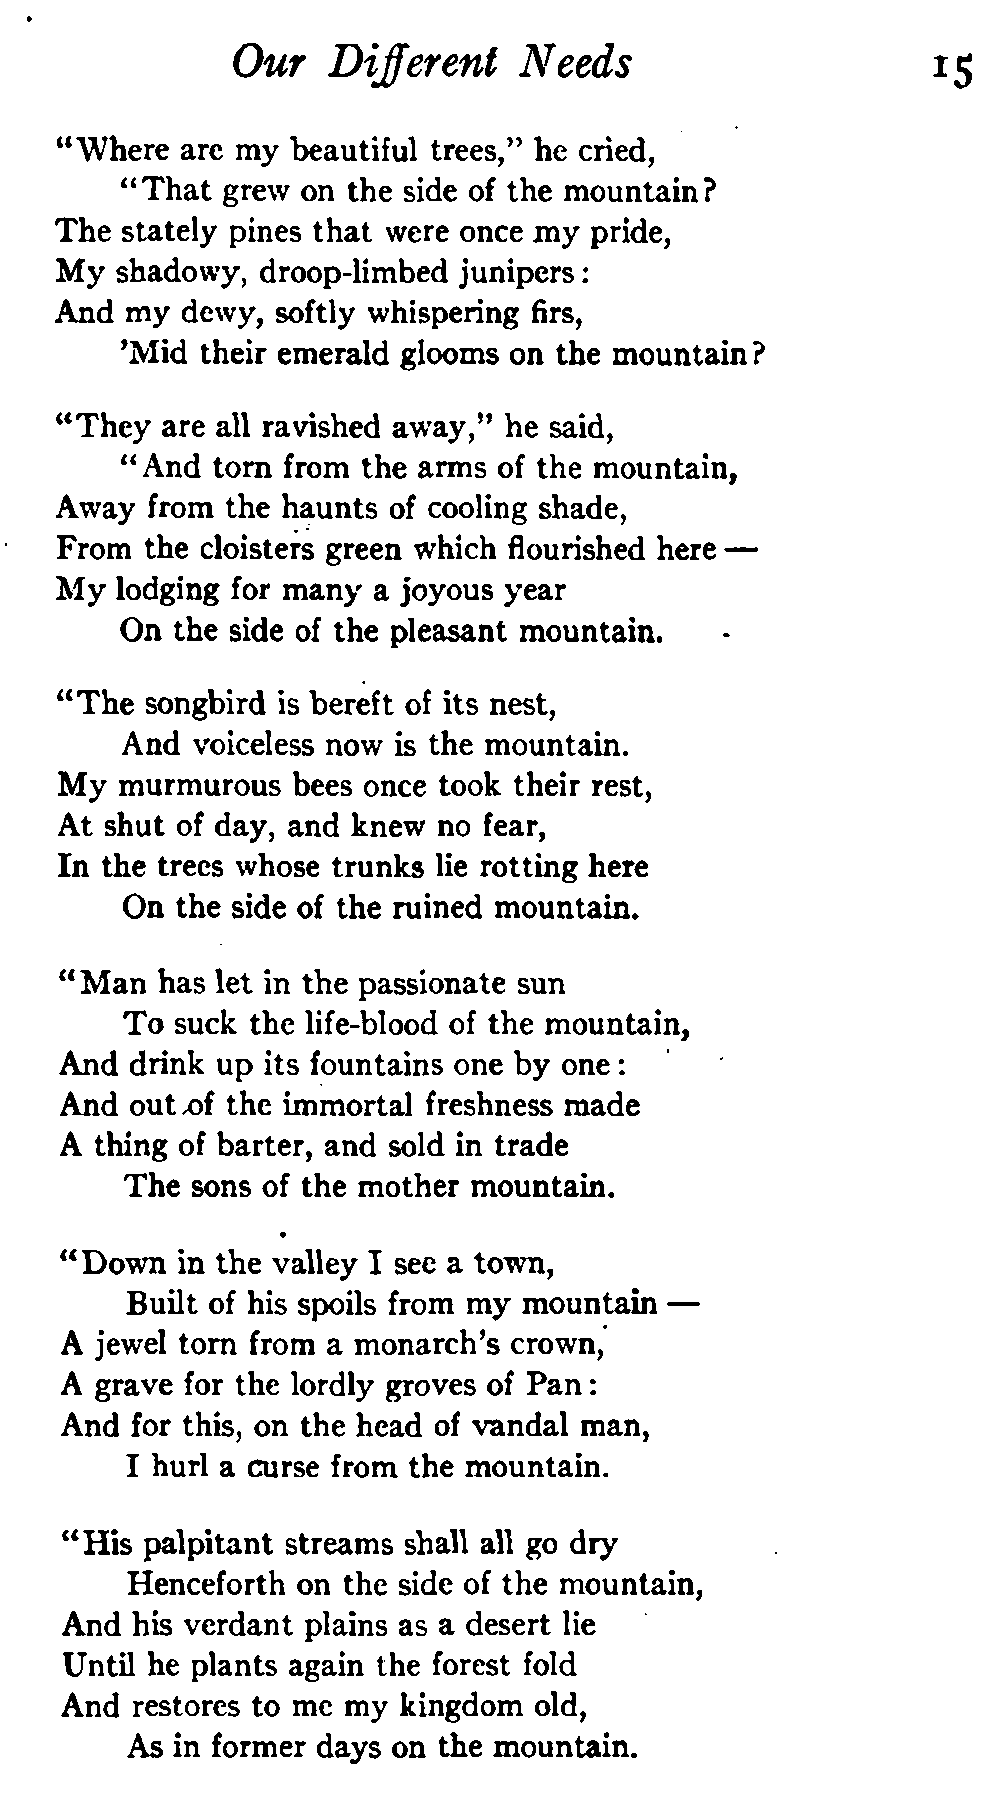 Our Different Needs 15
“Where are my beautiful trees,” he cried,
“That grew on the side of the mountain?
The stately pines that were once my pride,
My shadowy, droop-limbed junipers:
And my dewy, softly whispering firs,
’Mid their emerald glooms on the mountain?
“They are all ravished away,” he said,
“And torn from the arms of the mountain,
Away from the haunts of cooling shade,
From the cloisters green which flourished here—
My lodging for many a joyous year
On the side of the pleasant mountain.
“The songbird is bereft of its nest,
And voiceless now is the mountain.
My murmurous bees once took their rest,
At shut of day, and knew no fear,
In the trees whose trunks lie rotting here
On the side of the ruined mountain.
“Man has let in the passionate sun
To suck the life-blood of the mountain,
And drink up its fountains one by one:
And out of the immortal freshness made
A thing of barter, and sold in trade
The sons of the mother mountain.
“Down in the valley I see a town,
Built of his spoils from my mountain—
A jewel torn from a monarch’s crown,
A grave for the lordly groves of Pan:
And for this, on the head of vandal man,
I hurl a curse from the mountain.
“His palpitant streams shall all go dry
Henceforth on the side of the mountain,
And his verdant plains as a desert lie
Until he plants again the forest fold
And restores to me my kingdom old,
As in former days on the mountain.